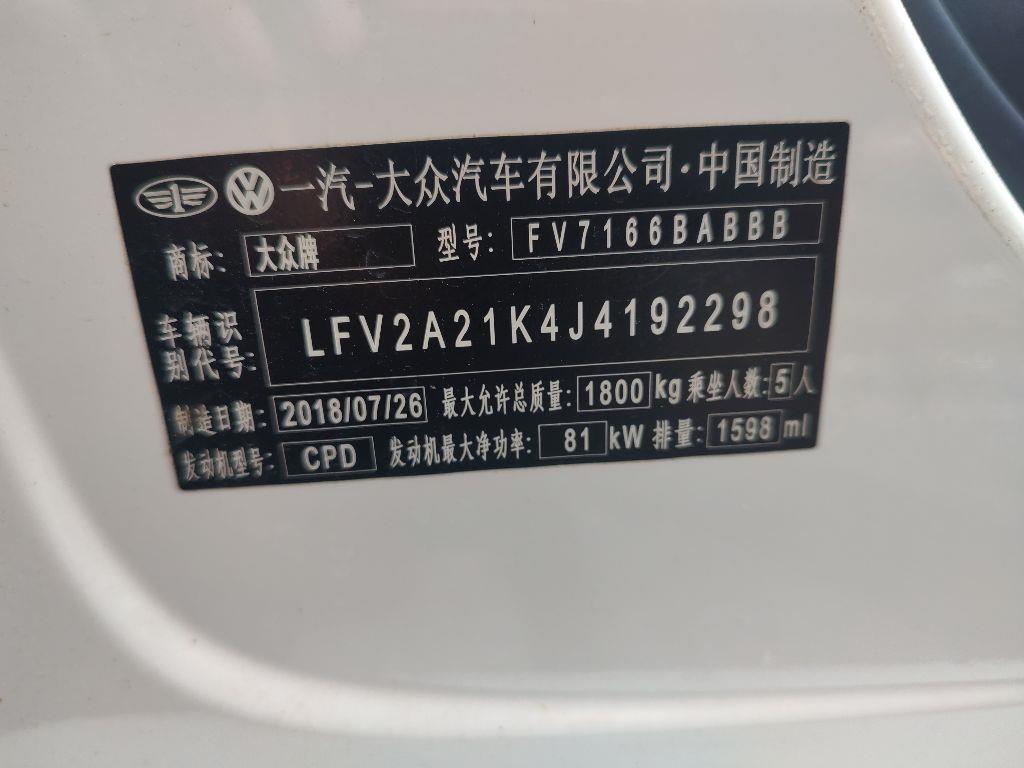 一汽-大众汽车有限公司·中国制造
商标: 大众牌 型号: FV7166BABBB
车辆识别代号: LFV2A21K4J4192298
制造日期: 2018/07/26 最大允许总质量: 1800 kg 乘坐人数: 5 人
发动机型号: CPD 发动机最大净功率: 81 kW 排量: 1598 ml